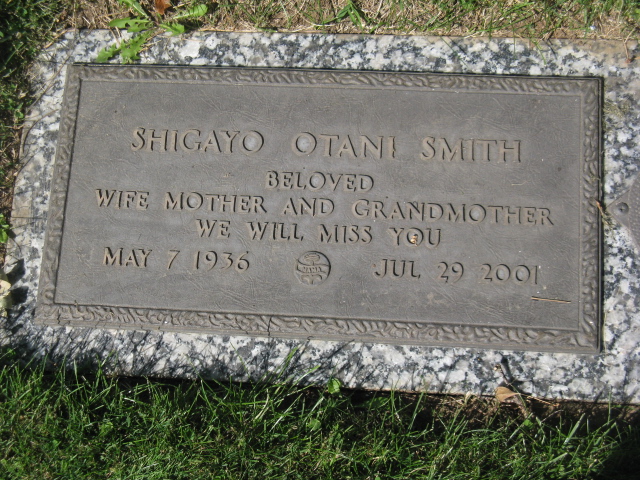 SHIGAYO OTANI SMITH
BELOVED
WIFE MOTHER AND GRANDMOTHER
WE WILL MISS YOU
MAY 7 1936 JUL 29 2001